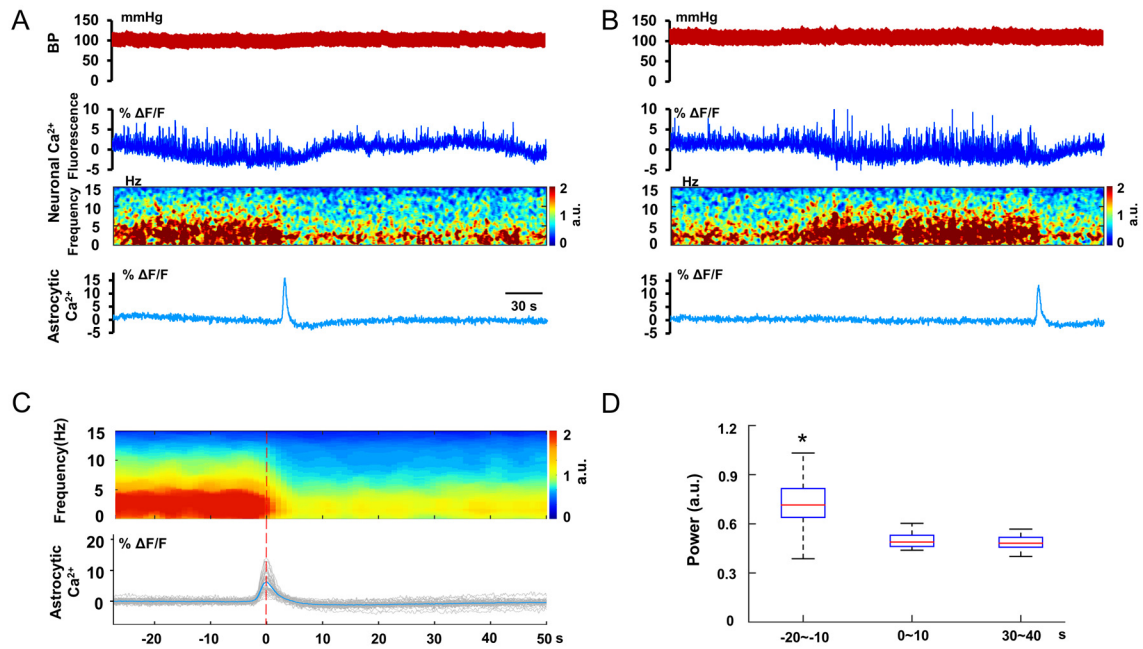 A
mmHg
BP
150
100
50
0
% ΔF/F
Neuronal Ca²⁺
Fluorescence
10
5
0
-5
Hz
Frequency
15
10
5
0
2
1
0
a.u.
% ΔF/F
Astrocytic
Ca²⁺
15
10
5
0
-5
30 s
B
mmHg
150
100
50
0
% ΔF/F
10
5
0
-5
Hz
15
10
5
0
2
1
0
a.u.
% ΔF/F
15
10
5
0
-5
C
Frequency(Hz)
15
10
5
0
2
1
0
a.u.
% ΔF/F
Astrocytic
Ca²⁺
20
10
0
-20 -10 0 10 20 30 40 50 s
D
Power (a.u.)
1.2
0.9
0.6
0.3
0
*
-20~-10 0~10 30~40 s